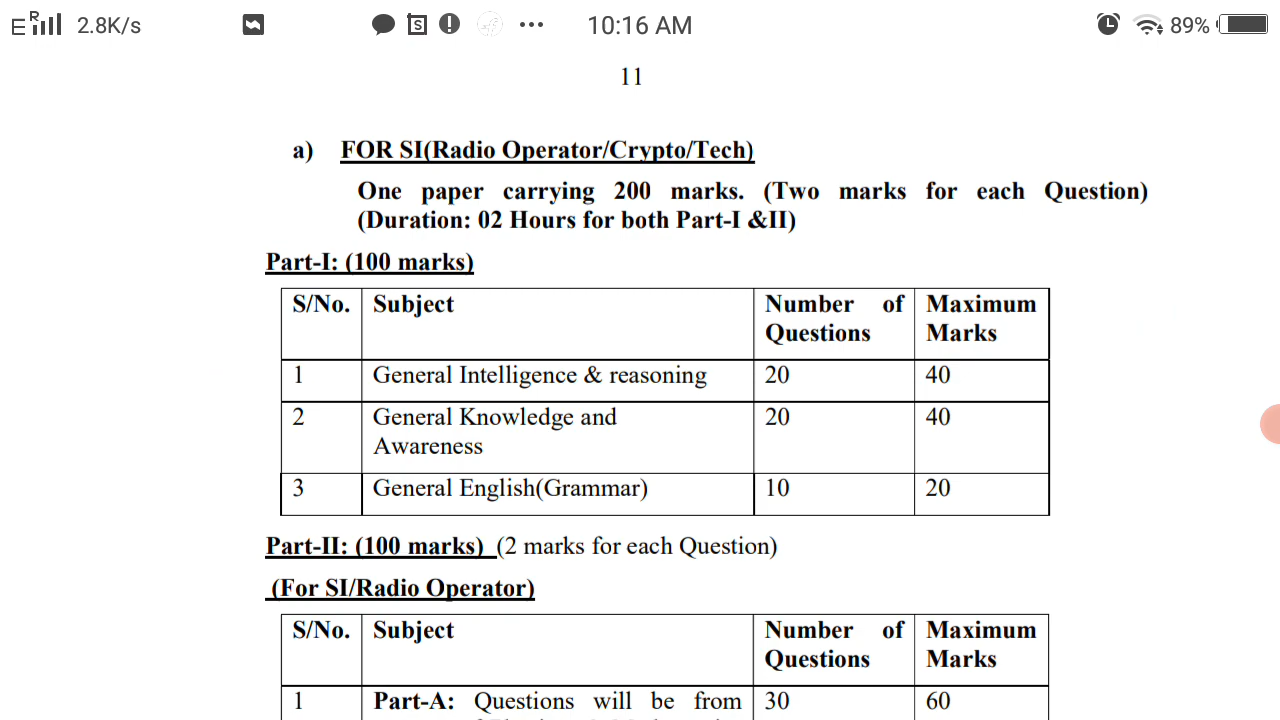 E R 2.8K/s S 10:16 AM 89%
11
a) FOR SI(Radio Operator/Crypto/Tech)
One paper carrying 200 marks. (Two marks for each Question)
(Duration: 02 Hours for both Part-I &II)
Part-I: (100 marks)
S/No. Subject Number of Maximum
Questions Marks
1 General Intelligence & reasoning 20 40
2 General Knowledge and 20 40
Awareness
3 General English(Grammar) 10 20
Part-II: (100 marks) (2 marks for each Question)
(For SI/Radio Operator)
S/No. Subject Number of Maximum
Questions Marks
1 Part-A: Questions will be from 30 60